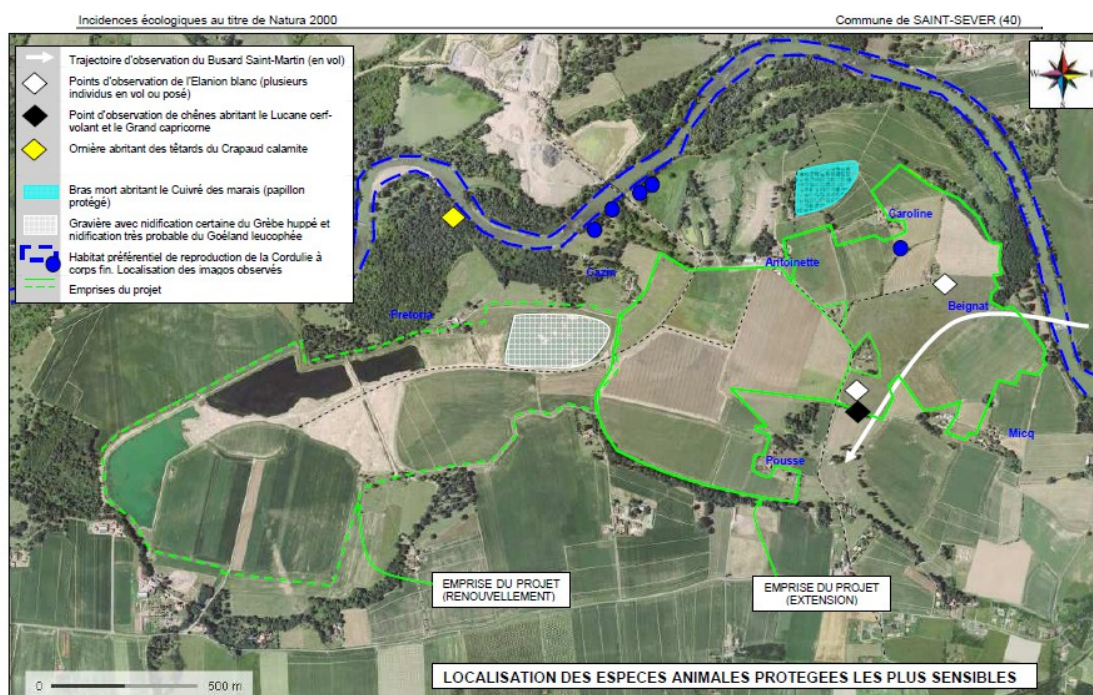 Incidences écologiques au titre de Natura 2000
Commune de SAINT-SEVER (40)
Trajectoire d'observation du Busard Saint-Martin (en vol)
Points d'observation de l'Elanion blanc (plusieurs
individus en vol ou posé)
Point d'observation de chênes abritant le Lucane cerf-
volant et le Grand capricorne
Ornière abritant des têtards du Crapaud calamite
Bras mort abritant le Cuivré des marais (papillon
protégé)
Gravière avec nidification certaine du Grèbe huppé et
nidification très probable du Goéland leucophée
Habitat préférentiel de reproduction de la Cordulie à
corps fin. Localisation des imagos observés
Emprises du projet
N
W
E
S
Caroline
Antoinette
Cazin
Beignat
Pretoria
Micq
Pousse
EMPRISE DU PROJET
(RENOUVELLEMENT)
EMPRISE DU PROJET
(EXTENSION)
0 500 m
LOCALISATION DES ESPECES ANIMALES PROTEGEES LES PLUS SENSIBLES